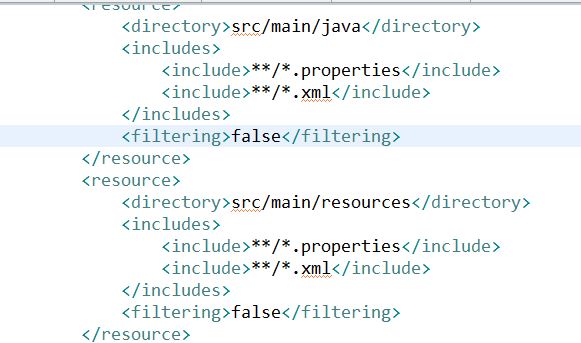 <resource>
<directory>src/main/java</directory>
<includes>
<include>**/*.properties</include>
<include>**/*.xml</include>
</includes>
<filtering>false</filtering>
</resource>
<resource>
<directory>src/main/resources</directory>
<includes>
<include>**/*.properties</include>
<include>**/*.xml</include>
</includes>
<filtering>false</filtering>
</resource>